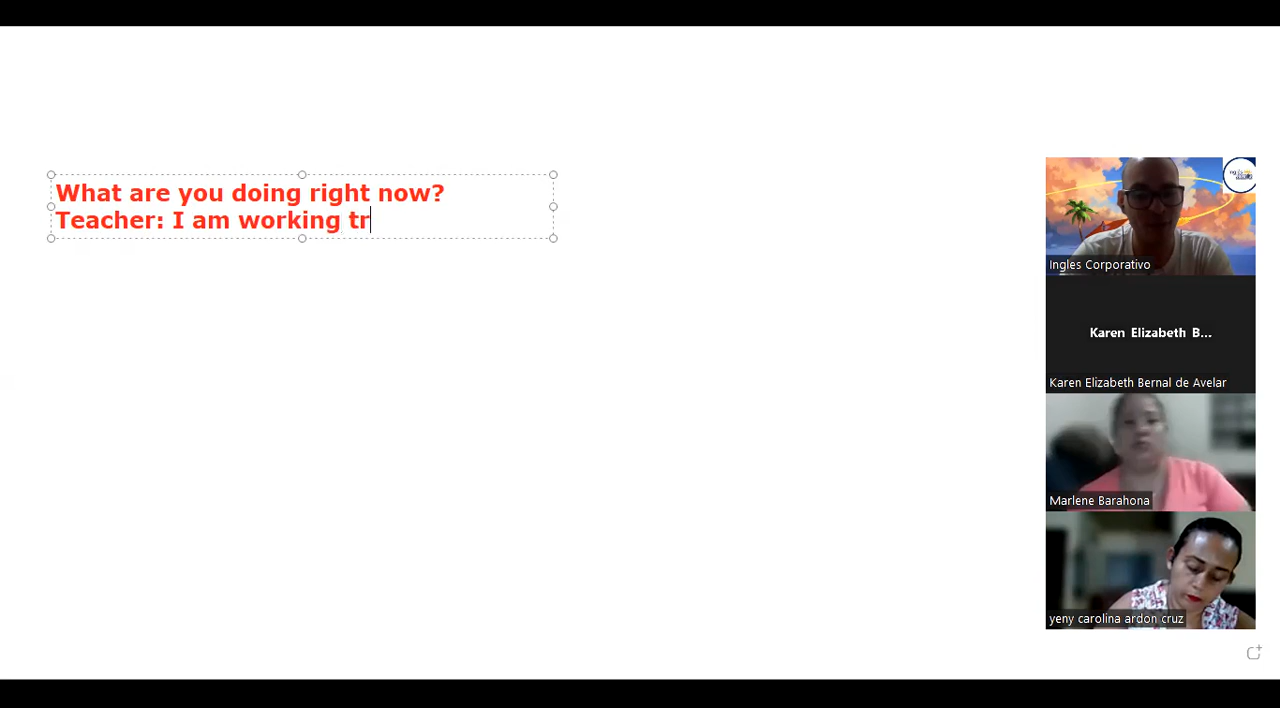 What are you doing right now?
Teacher: I am working tr
Ingles Corporativo
Karen Elizabeth B...
Karen Elizabeth Bernal de Avelar
Marlene Barahona
yeny carolina ardon cruz